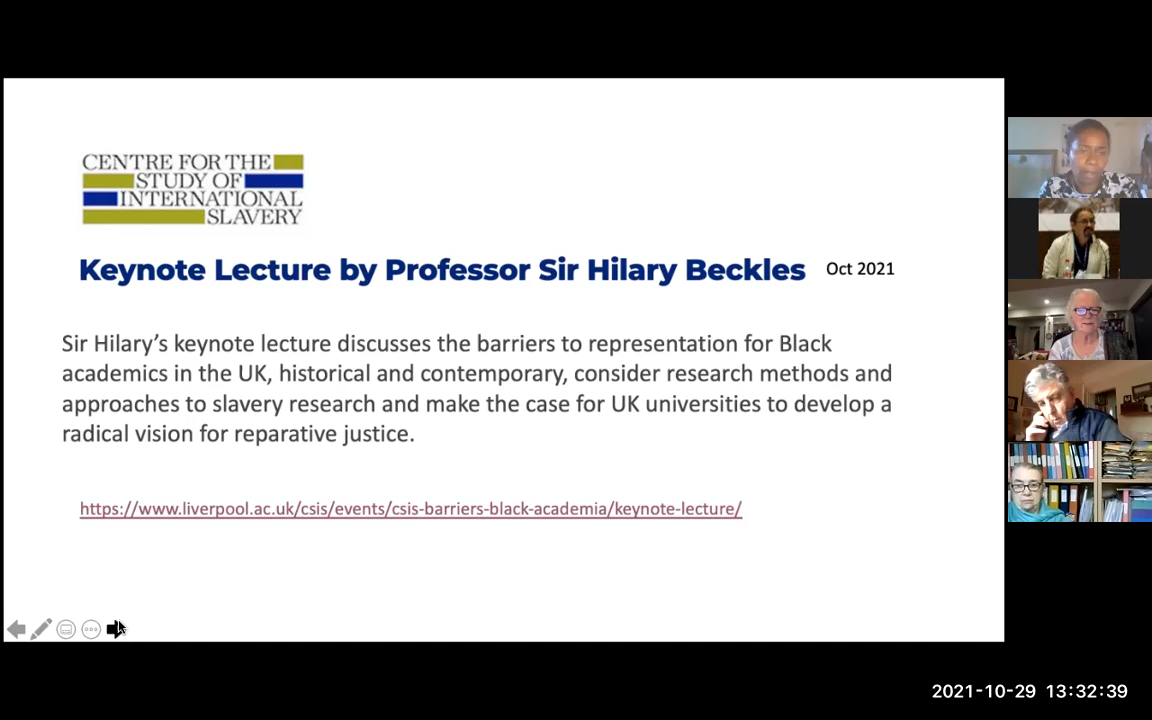 CENTRE FOR THE
STUDY OF
INTERNATIONAL
SLAVERY
Keynote Lecture by Professor Sir Hilary Beckles Oct 2021
Sir Hilary’s keynote lecture discusses the barriers to representation for Black
academics in the UK, historical and contemporary, consider research methods and
approaches to slavery research and make the case for UK universities to develop a
radical vision for reparative justice.
https://www.liverpool.ac.uk/csis/events/csis-barriers-black-academia/keynote-lecture/
2021-10-29 13:32:39